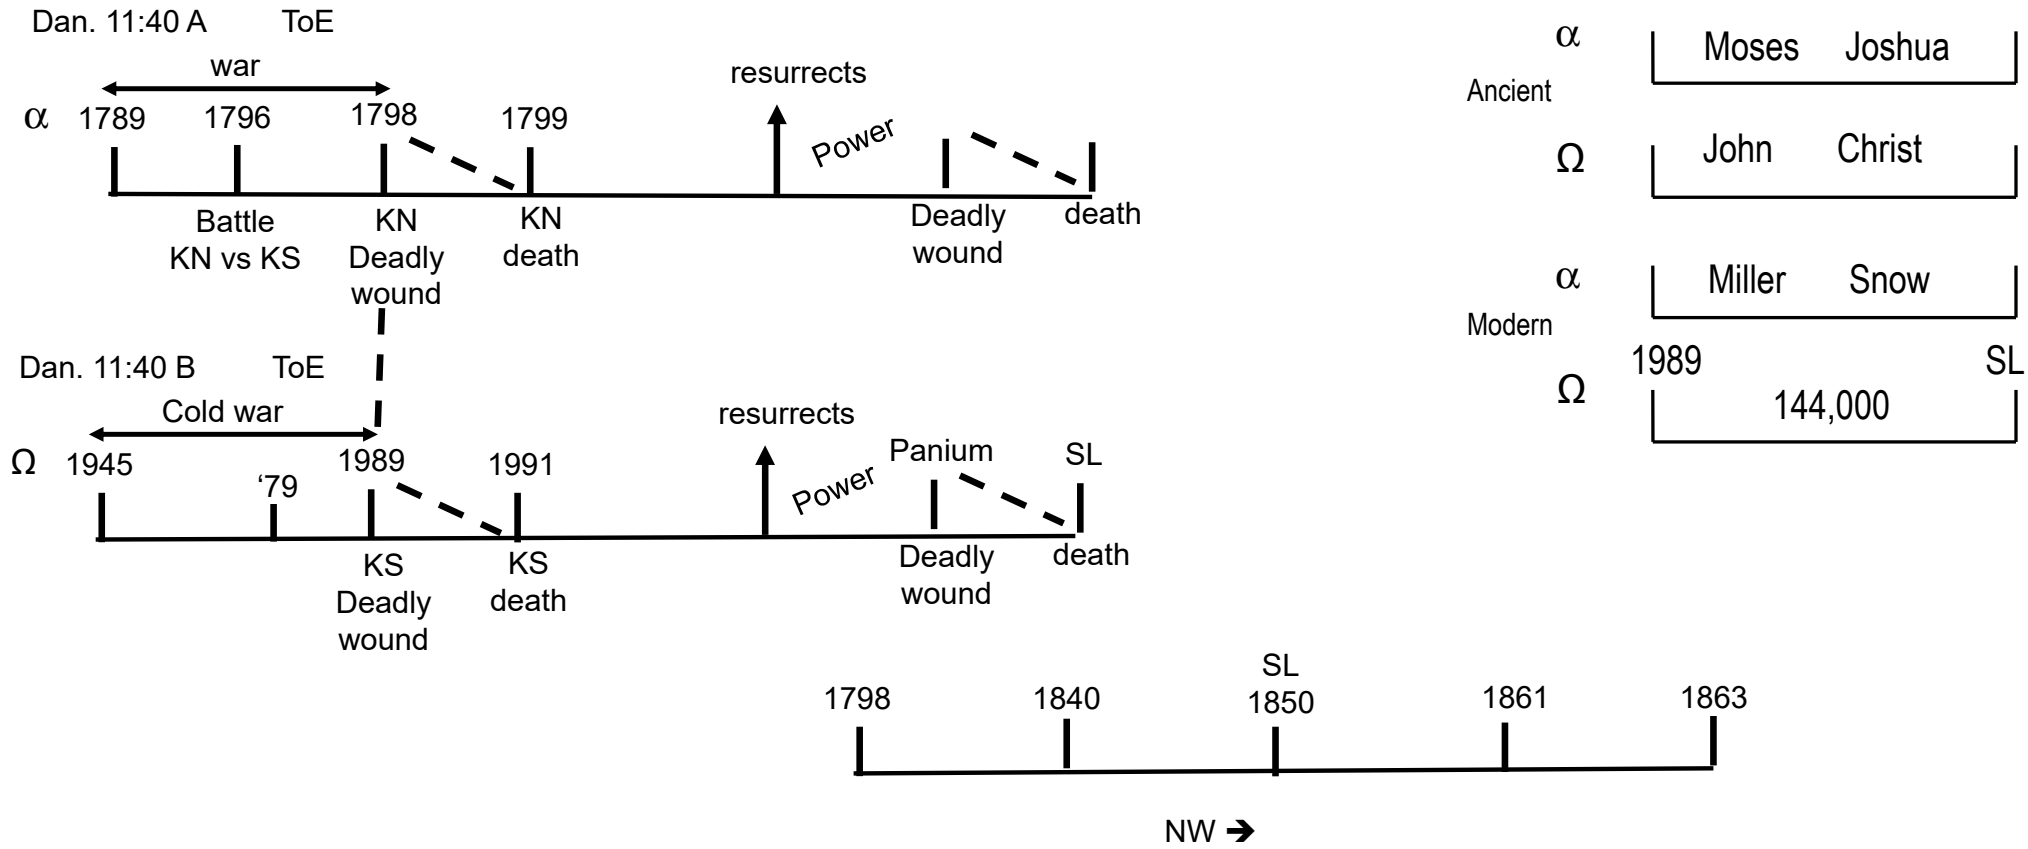 Dan. 11:40 A ToE
war
α 1789 1796 1798 1799
resurrects
Power
Battle
KN vs KS
KN
Deadly
wound
KN
death
Deadly
wound
death
Dan. 11:40 B ToE
Cold war
Ω 1945 ‘79 1989 1991
resurrects
Power
Panium
SL
KS
Deadly
wound
KS
death
Deadly
wound
death
α Moses Joshua
Ancient
Ω John Christ
α Miller Snow
Modern
1989 SL
Ω 144,000
SL
1798 1840 1850 1861 1863
NW ➔